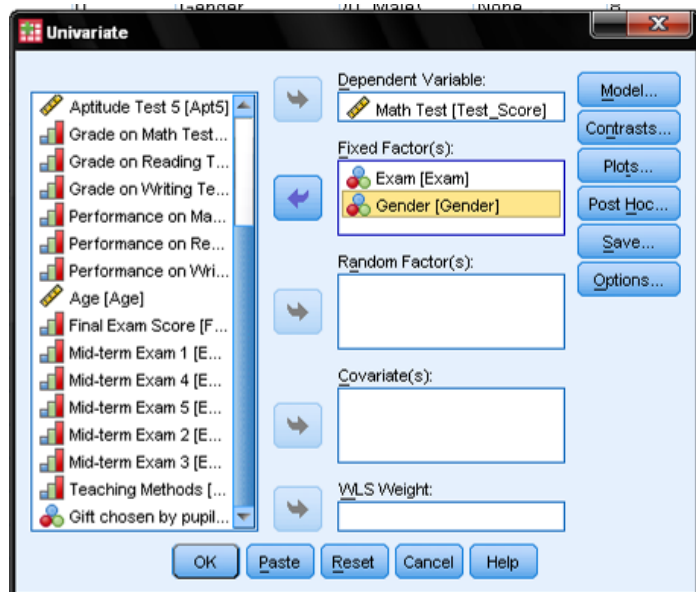 Gender
None
8
Univariate
Dependent Variable:
Math Test [Test_Score]
Fixed Factor(s):
Exam [Exam]
Gender [Gender]
Random Factor(s):
Covariate(s):
WLS Weight:
Aptitude Test 5 [Apt5]
Grade on Math Test...
Grade on Reading T...
Grade on Writing Te...
Performance on Ma...
Performance on Re...
Performance on Wri...
Age [Age]
Final Exam Score [F...
Mid-term Exam 1 [E...
Mid-term Exam 4 [E...
Mid-term Exam 5 [E...
Mid-term Exam 2 [E...
Mid-term Exam 3 [E...
Teaching Methods [...
Gift chosen by pupil...
Model...
Contrasts...
Plots...
Post Hoc...
Save...
Options...
OK
Paste
Reset
Cancel
Help